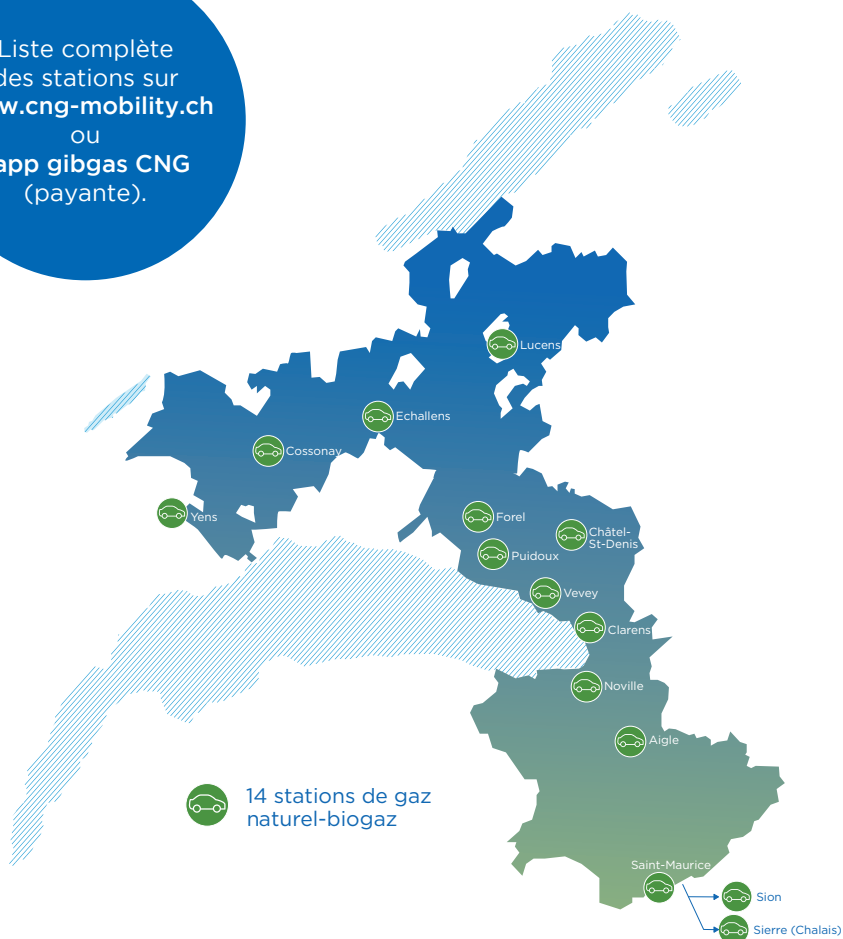 Liste complète
des stations sur
w.cng-mobility.ch
ou
app gibgas CNG
(payante).
Lucens
Echallens
Cossonay
Yens
Forel
Châtel-
St-Denis
Puidoux
Vevey
Clarens
Noville
Aigle
14 stations de gaz
naturel-biogaz
Saint-Maurice
Sion
Sierre (Chalais)